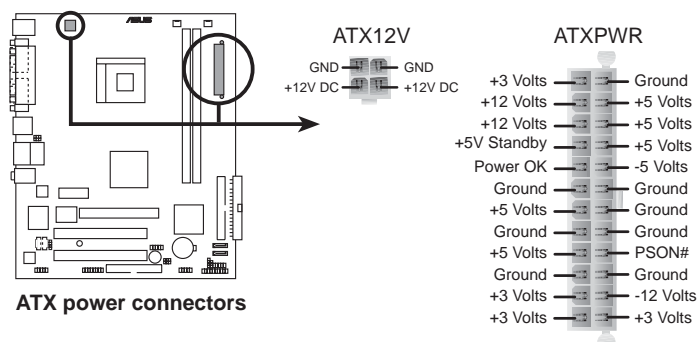 ASUS
ATX12V
GND GND
+12V DC +12V DC
ATXPWR
+3 Volts Ground
+12 Volts +5 Volts
+12 Volts +5 Volts
+5V Standby +5 Volts
Power OK -5 Volts
Ground Ground
+5 Volts Ground
Ground Ground
+5 Volts PSON#
Ground Ground
+3 Volts -12 Volts
+3 Volts +3 Volts
ATX power connectors